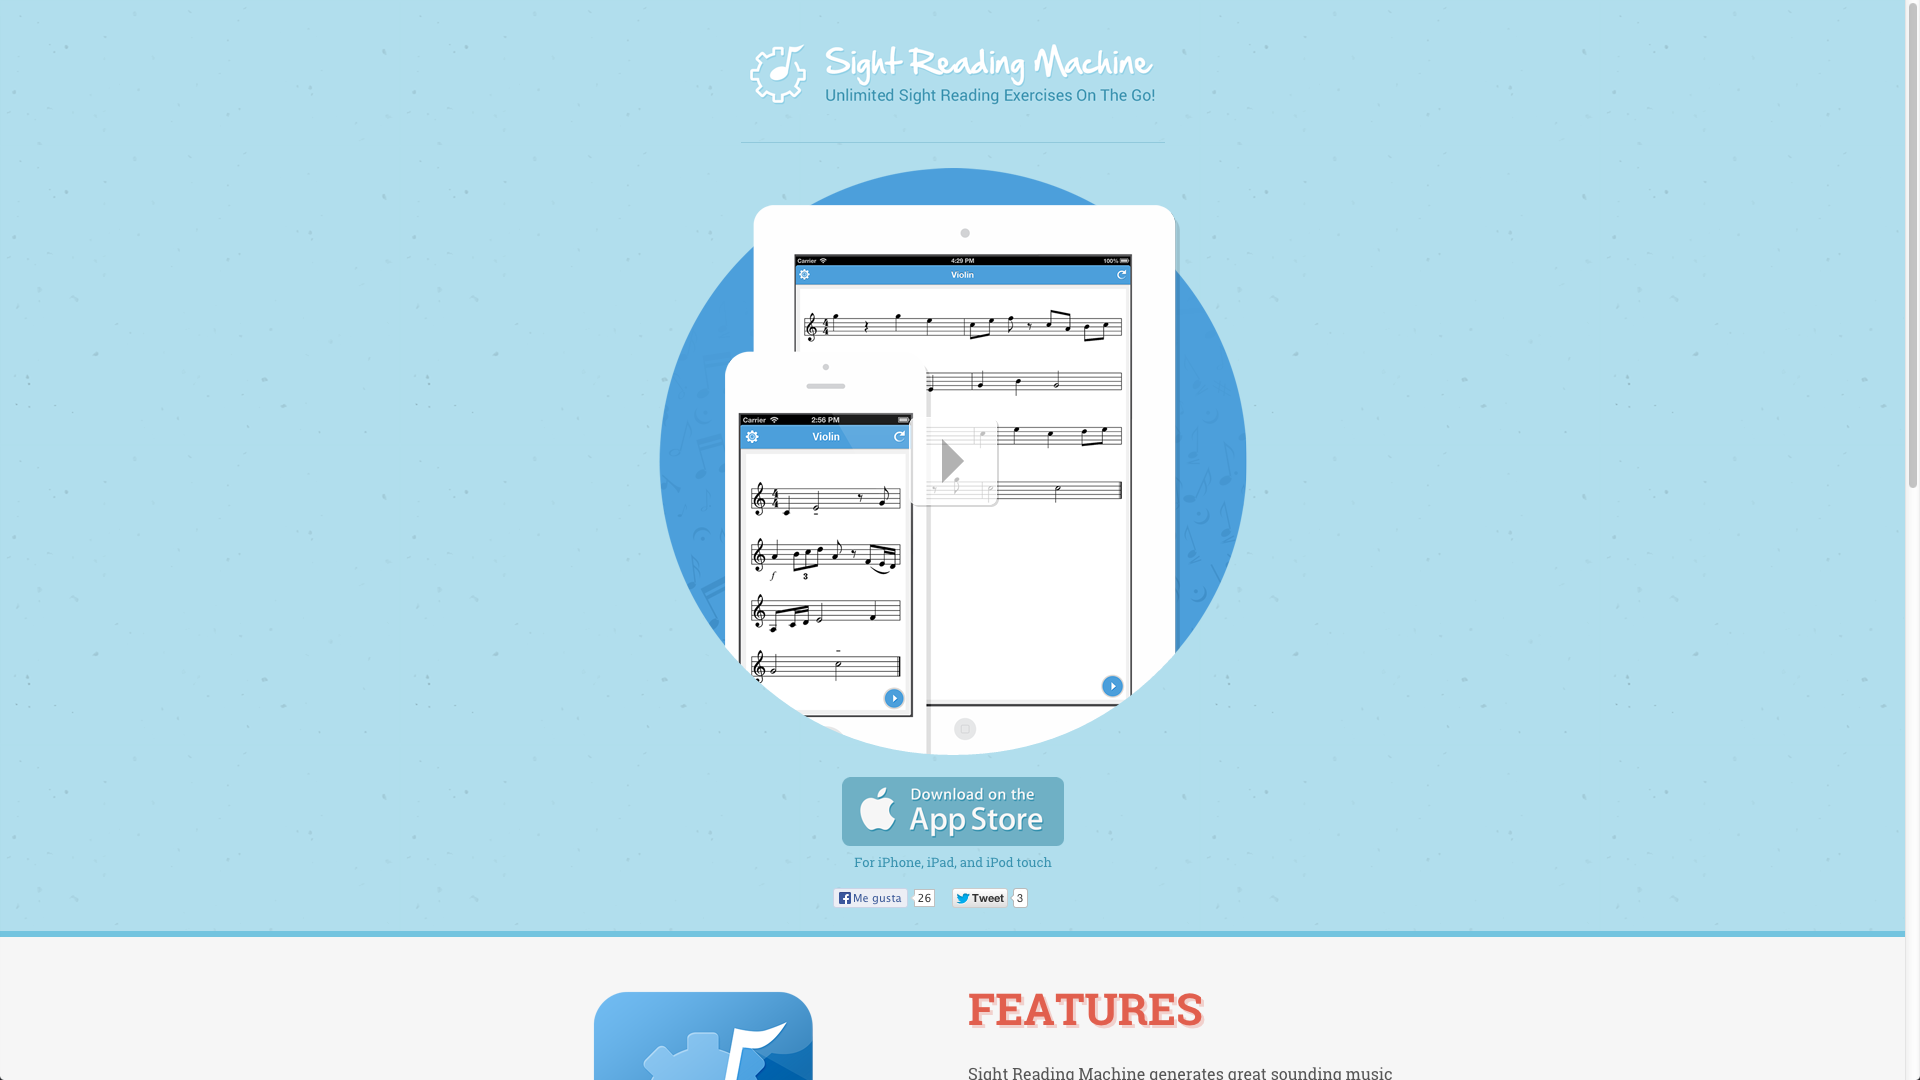 Sight Reading Machine
Unlimited Sight Reading Exercises On The Go!
Carrier 4:29 PM 100%
Violin
Carrier 2:56 PM
Violin
f 3
Download on the
App Store
For iPhone, iPad, and iPod touch
Me gusta 26 Tweet 3
FEATURES
Sight Reading Machine generates great sounding music